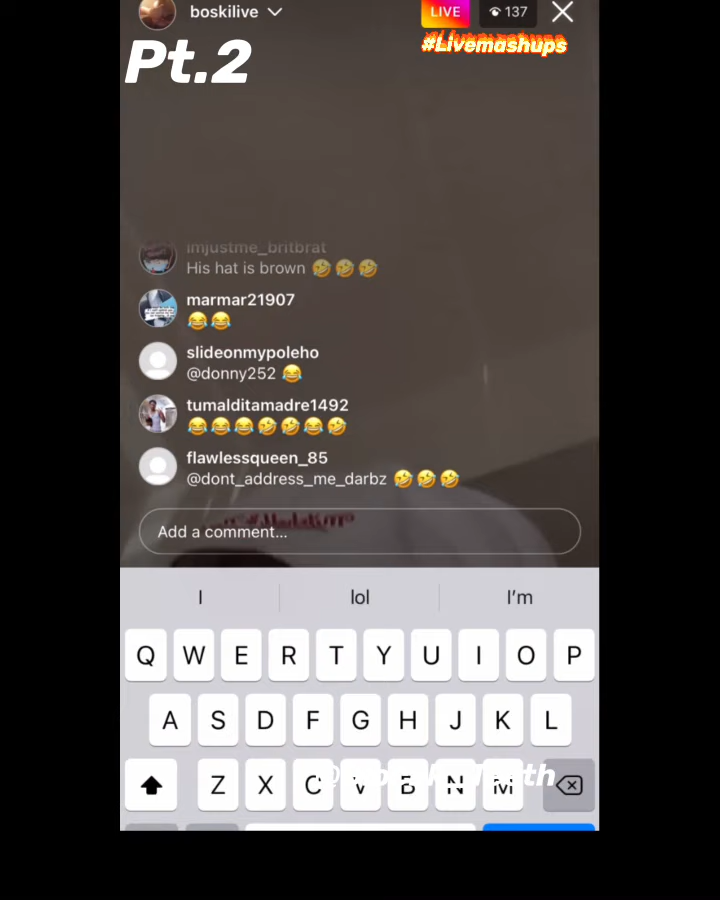 boskilive
LIVE
137
Pt.2
#Livemashups
imjustme_britbrat
His hat is brown 🤣🤣🤣
marmar21907
😂😂
slideonmypoleho
@donny252 😂
tumalditamadre1492
😂😂😂🤣🤣😂🤣
flawlessqueen_85
@dont_address_me_darbz 🤣🤣🤣
Add a comment...
I lol I'm
Q W E R T Y U I O P
A S D F G H J K L
Z X C V B N M